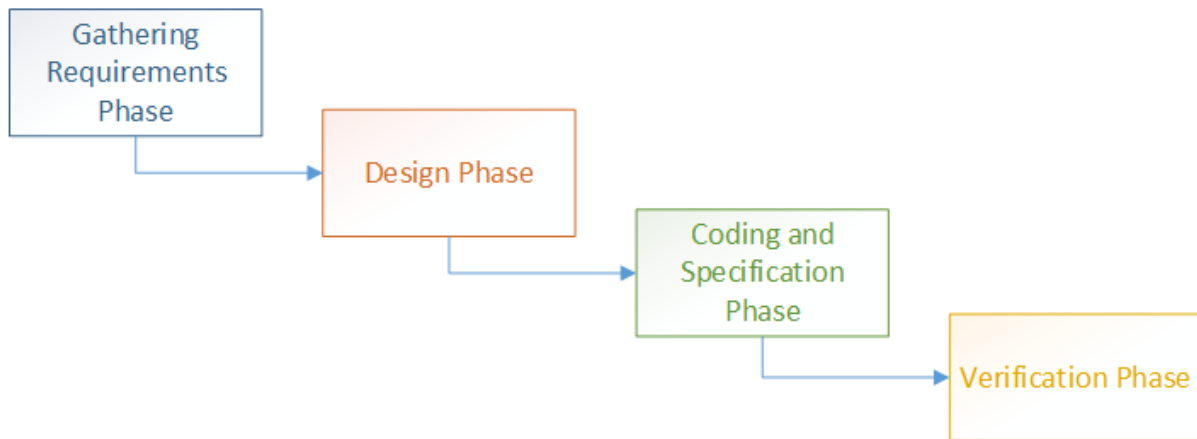 Gathering
Requirements
Phase
Design Phase
Coding and
Specification
Phase
Verification Phase